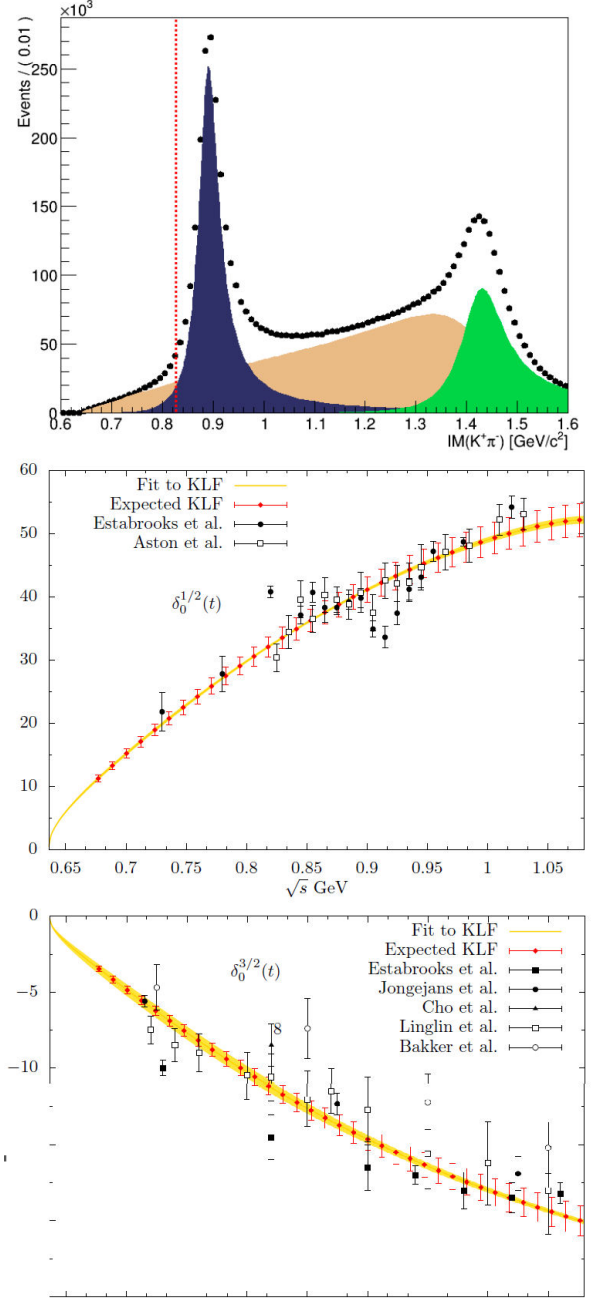 ×10³
Events / ( 0.01 )
250
200
150
100
50
0
0.6 0.7 0.8 0.9 1 1.1 1.2 1.3 1.4 1.5 1.6
IM(K⁺π⁻) [GeV/c²]
60
50
40
30
20
10
0
Fit to KLF
Expected KLF
Estabrooks et al.
Aston et al.
δ₀^{1/2}(t)
0.65 0.7 0.75 0.8 0.85 0.9 0.95 1 1.05
√s GeV
0
−5
−10
Fit to KLF
Expected KLF
Estabrooks et al.
Jongejans et al.
Cho et al.
Linglin et al.
Bakker et al.
δ₀^{3/2}(t)
8